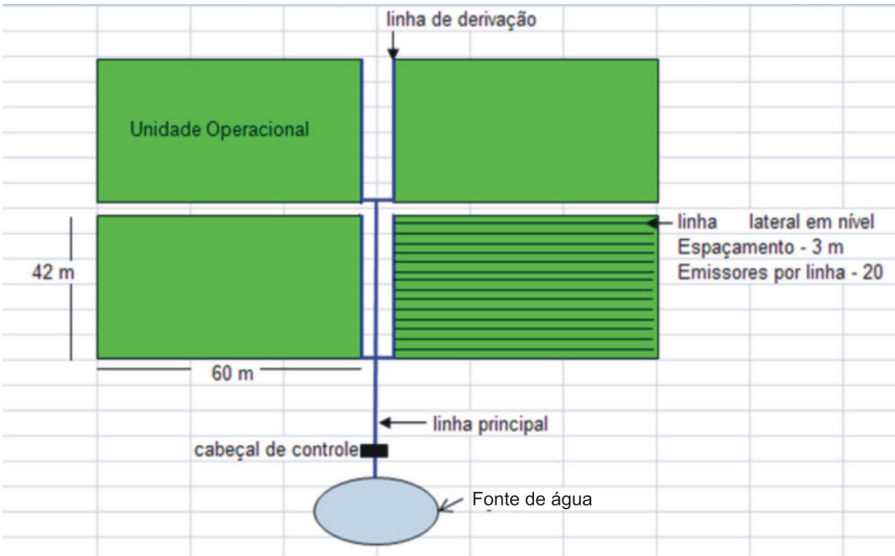 linha de derivação
Unidade Operacional
linha lateral em nível
Espaçamento - 3 m
Emissores por linha - 20
42 m
60 m
linha principal
cabeçal de controle
Fonte de água